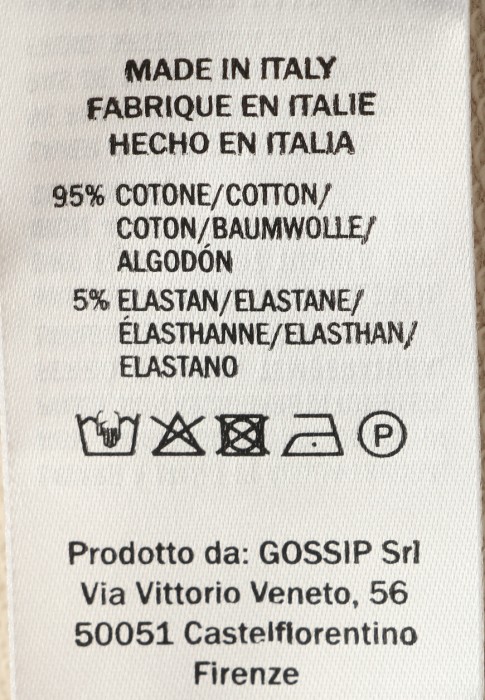 MADE IN ITALY
FABRIQUE EN ITALIE
HECHO EN ITALIA
95% COTONE/COTTON/
COTON/BAUMWOLLE/
ALGODÓN
5% ELASTAN/ELASTANE/
ÉLASTHANNE/ELASTHAN/
ELASTANO
P
Prodotto da: GOSSIP Srl
Via Vittorio Veneto, 56
50051 Castelfiorentino
Firenze